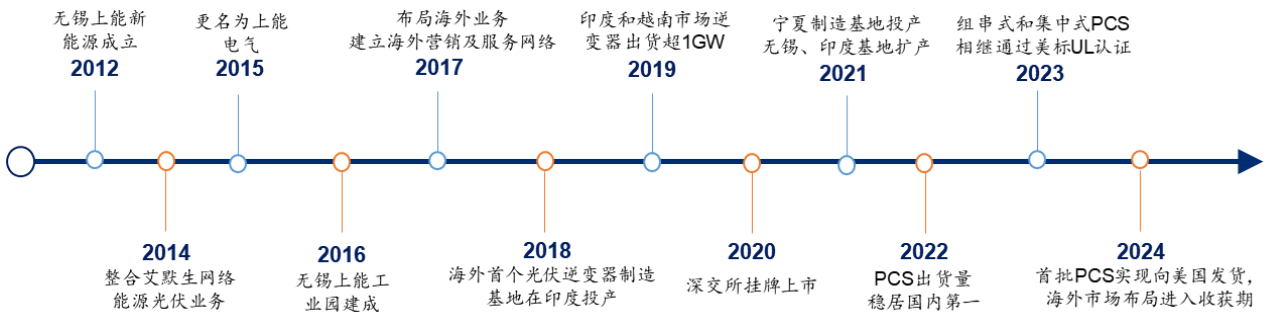 无锡上能新
能源成立
2012
更名为上能
电气
2015
布局海外业务
建立海外营销及服务网络
2017
印度和越南市场逆
变器出货超1GW
2019
宁夏制造基地投产
无锡、印度基地扩产
2021
组串式和集中式PCS
相继通过美标UL认证
2023
2014
整合艾默生网络
能源光伏业务
2016
无锡上能工
业园建成
2018
海外首个光伏逆变器制造
基地在印度投产
2020
深交所挂牌上市
2022
PCS出货量
稳居国内第一
2024
首批PCS实现向美国发货，
海外市场布局进入收获期